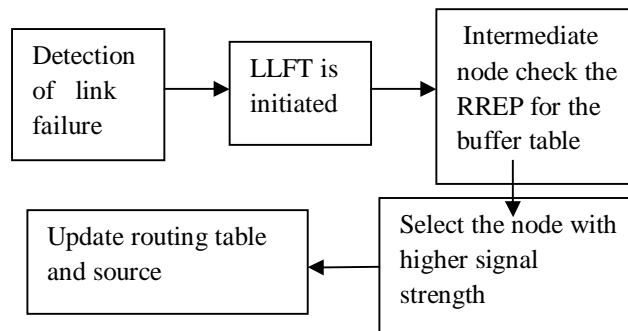 Detection
of link
failure
LLFT is
initiated
Intermediate
node check the
RREP for the
buffer table
Select the node with
higher signal
strength
Update routing table
and source